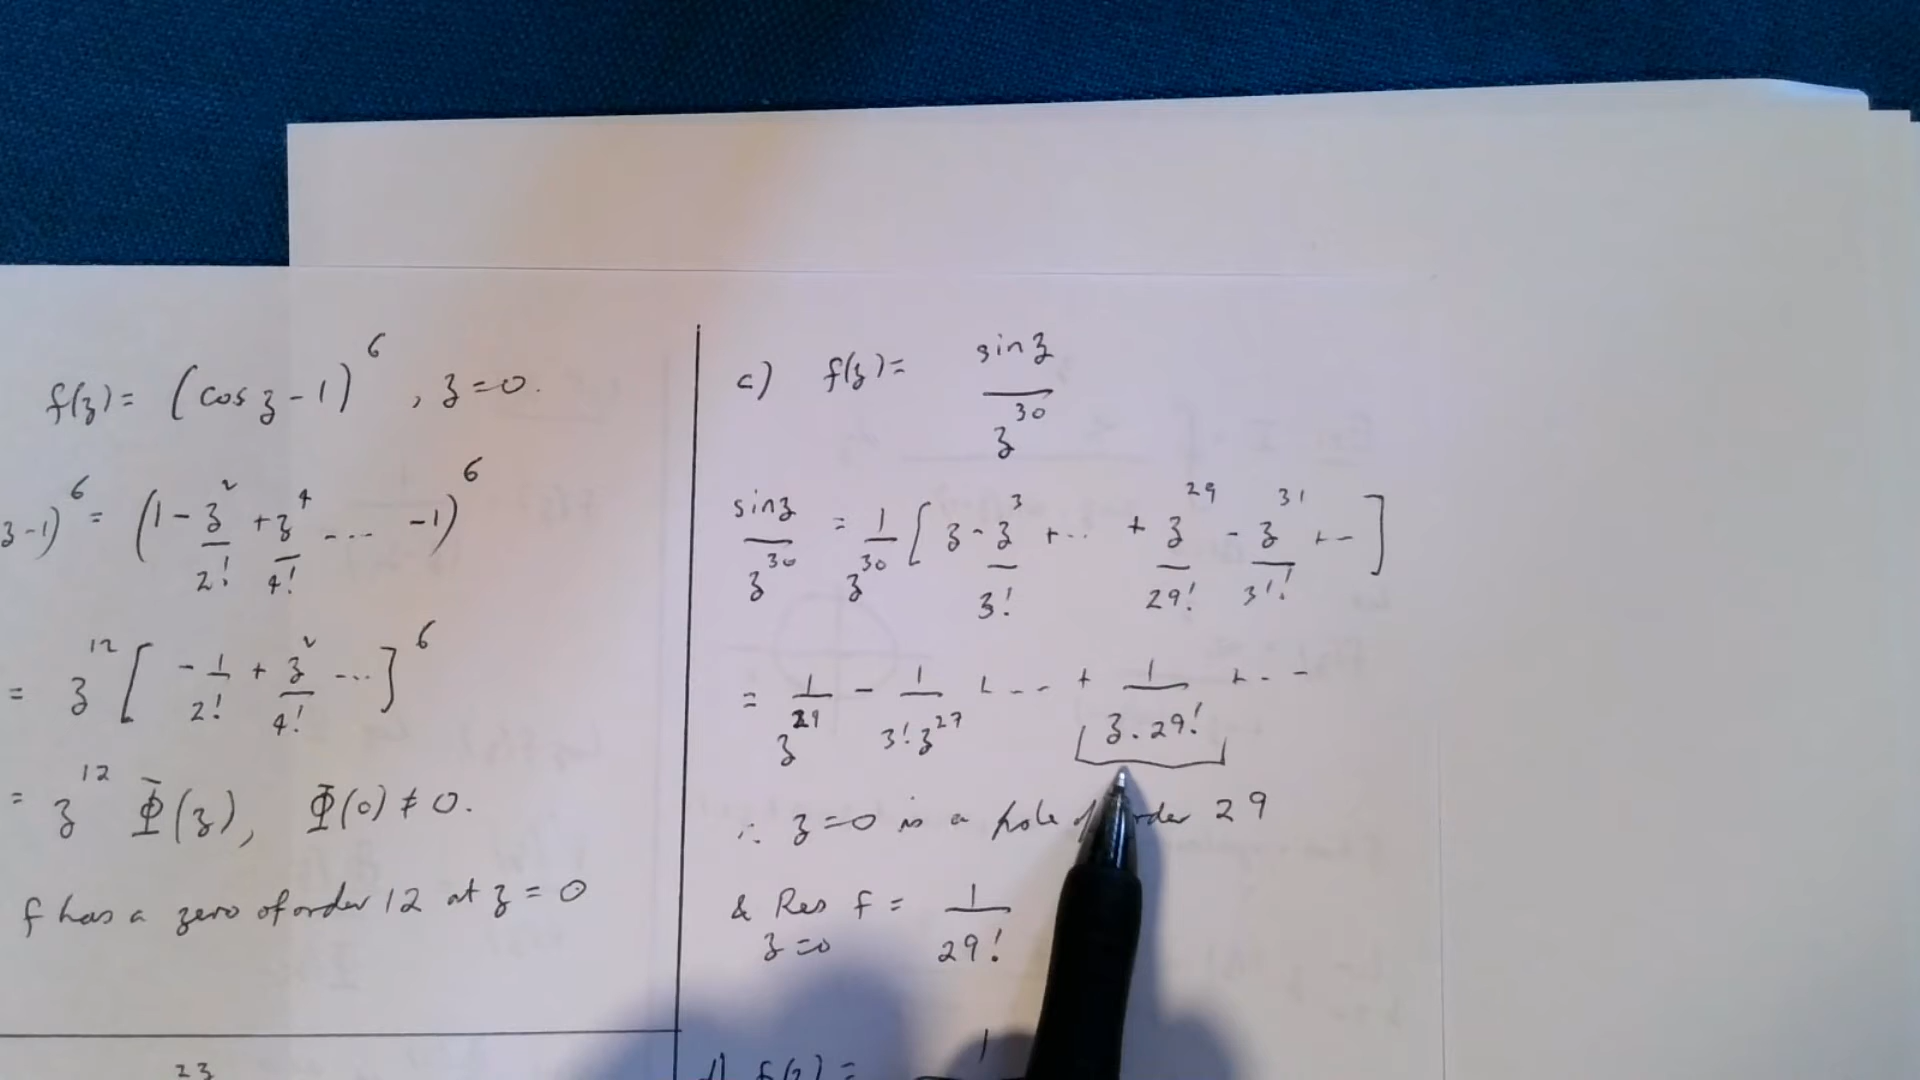 f(z) = (cos z - 1)^6 , z = 0.
z - 1)^6 = (1 - z^2/2! + z^4/4! - ... - 1)^6
= z^12 [ - 1/2! + z^2/4! - ... ]^6
= z^12 Φ(z), Φ(0) ≠ 0.
f has a zero of order 12 at z = 0
23
c) f(z) = sin z / z^30
sin z / z^30 = 1/z^30 [ z - z^3/3! + ... + z^29/29! - z^31/31! + -- ]
= 1/z^29 - 1/(3! z^27) + --- + 1/(z . 29!) + - -
∴ z = 0 is a pole of order 29
& Res f = 1/29!
z = 0
d) f(z) = 1